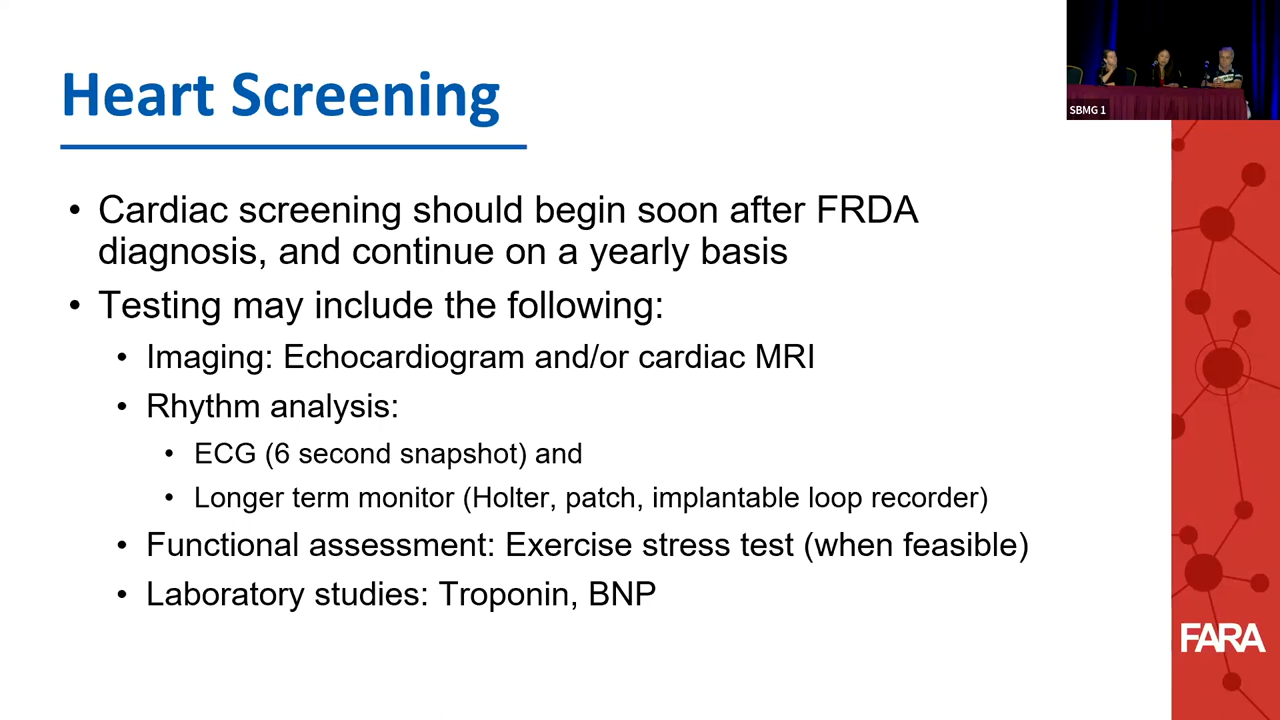 Heart Screening
SBMG 1
• Cardiac screening should begin soon after FRDA
diagnosis, and continue on a yearly basis
• Testing may include the following:
• Imaging: Echocardiogram and/or cardiac MRI
• Rhythm analysis:
• ECG (6 second snapshot) and
• Longer term monitor (Holter, patch, implantable loop recorder)
• Functional assessment: Exercise stress test (when feasible)
• Laboratory studies: Troponin, BNP
FARA